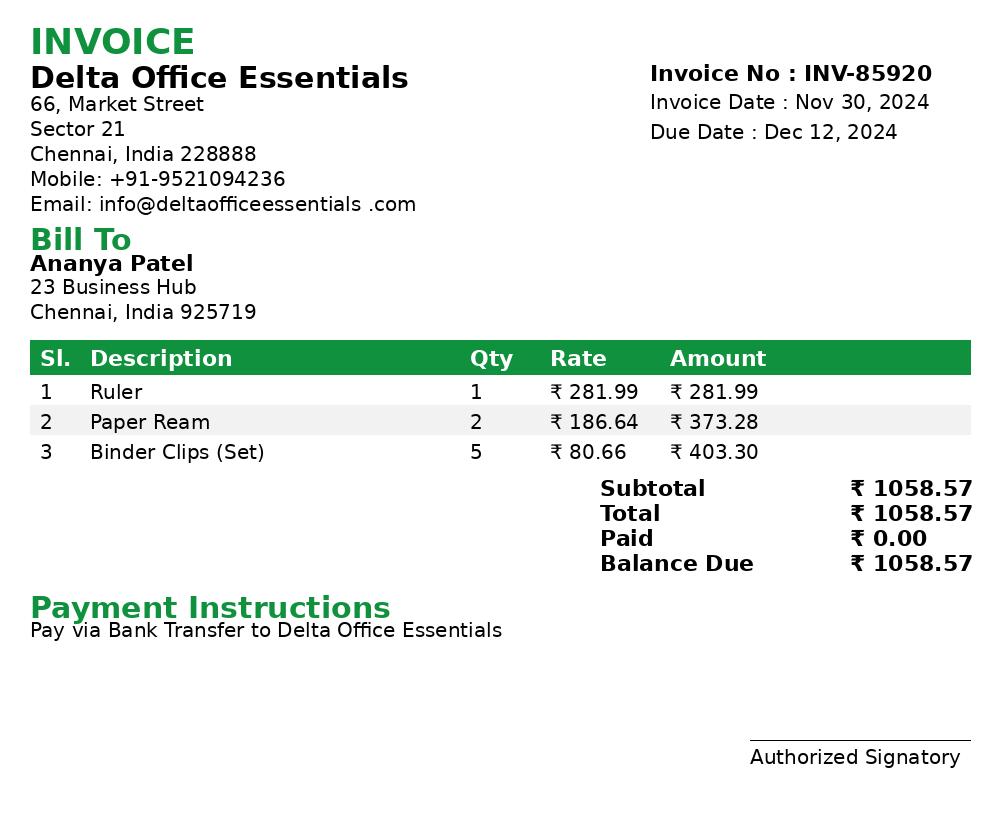 INVOICE
Delta Office Essentials
66, Market Street
Sector 21
Chennai, India 228888
Mobile: +91-9521094236
Email: info@deltaofficeessentials .com
Invoice No : INV-85920
Invoice Date : Nov 30, 2024
Due Date : Dec 12, 2024
Bill To
Ananya Patel
23 Business Hub
Chennai, India 925719
Sl. Description Qty Rate Amount
1 Ruler 1 ₹ 281.99 ₹ 281.99
2 Paper Ream 2 ₹ 186.64 ₹ 373.28
3 Binder Clips (Set) 5 ₹ 80.66 ₹ 403.30
Subtotal ₹ 1058.57
Total ₹ 1058.57
Paid ₹ 0.00
Balance Due ₹ 1058.57
Payment Instructions
Pay via Bank Transfer to Delta Office Essentials
Authorized Signatory